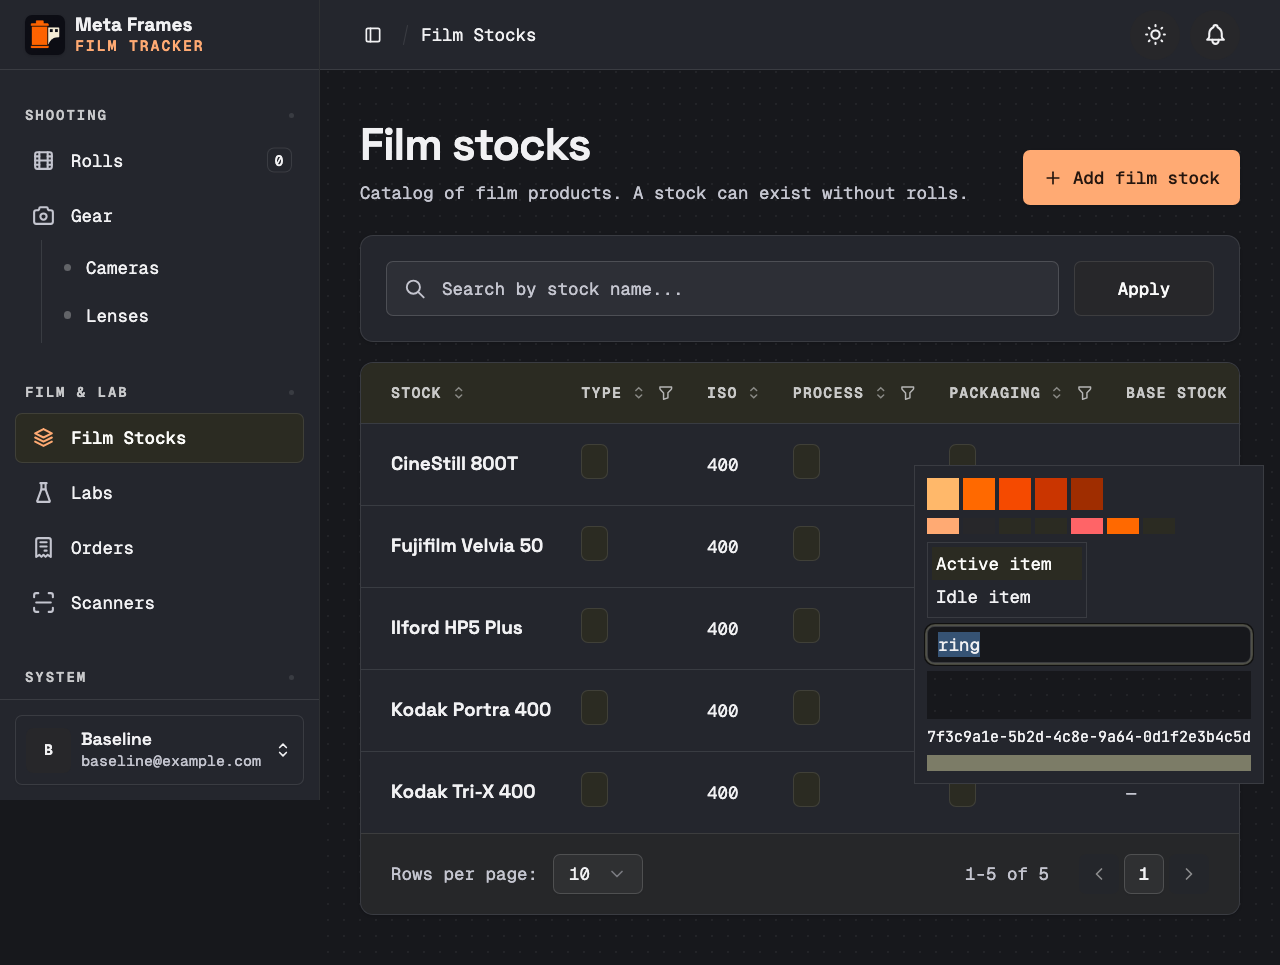 Meta Frames
FILM TRACKER
Film Stocks
SHOOTING
Rolls 0
Gear
Cameras
Lenses
FILM & LAB
Film Stocks
Labs
Orders
Scanners
SYSTEM
B
Baseline
baseline@example.com
Film stocks
Catalog of film products. A stock can exist without rolls.
+ Add film stock
Search by stock name...
Apply
STOCK TYPE ISO PROCESS PACKAGING BASE STOCK
CineStill 800T 400
Fujifilm Velvia 50 400
Ilford HP5 Plus 400
Kodak Portra 400 400
Kodak Tri-X 400 400 —
Active item
Idle item
ring
7f3c9a1e-5b2d-4c8e-9a64-0d1f2e3b4c5d
Rows per page: 10
1-5 of 5
1